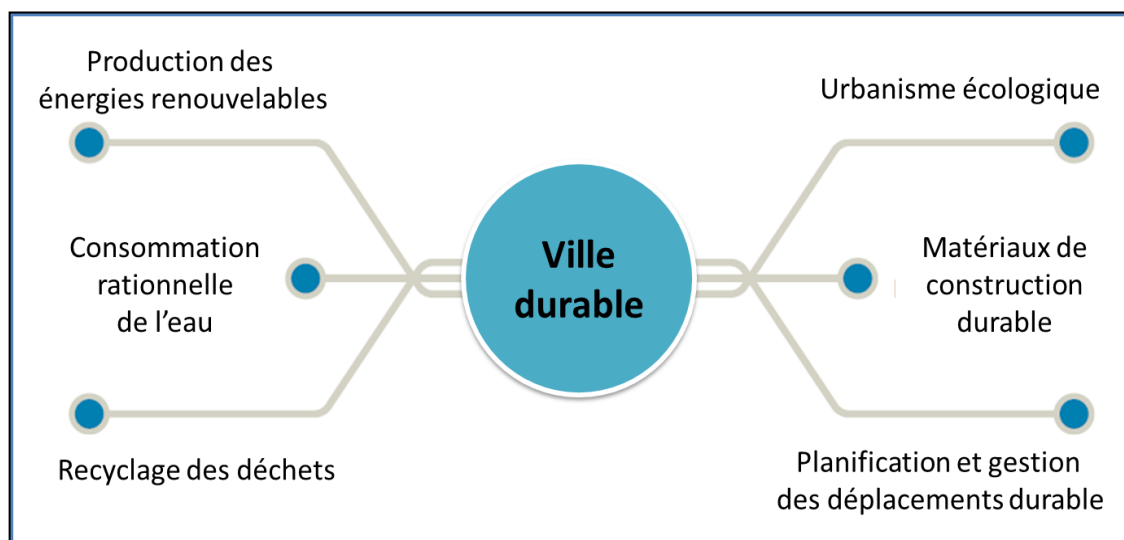 Production des
énergies renouvelables
Consommation
rationnelle
de l’eau
Recyclage des déchets
Ville
durable
Urbanisme écologique
Matériaux de
construction
durable
Planification et gestion
des déplacements durable